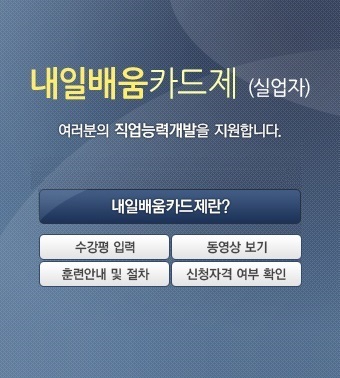 내일배움카드제 (실업자)
여러분의 직업능력개발을 지원합니다.
내일배움카드제란?
수강평 입력 동영상 보기
훈련안내 및 절차 신청자격 여부 확인